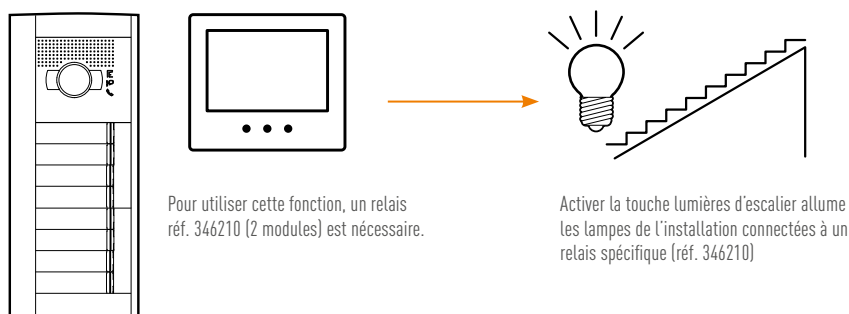 Pour utiliser cette fonction, un relais
réf. 346210 (2 modules) est nécessaire.
Activer la touche lumières d'escalier allume
les lampes de l'installation connectées à un
relais spécifique (réf. 346210)